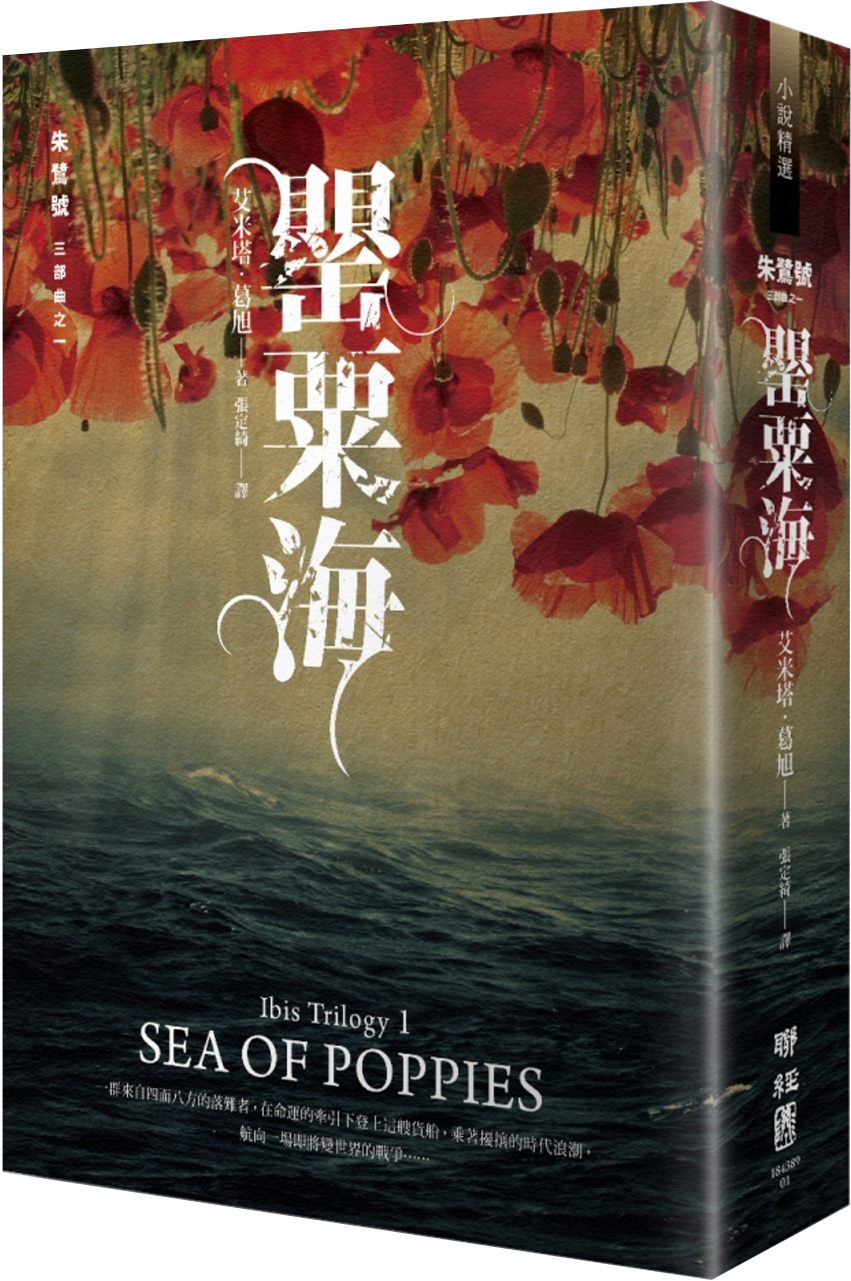 朱鷺號 三部曲之一
罌粟海
艾米塔·葛旭——著 張定綺——譯
Ibis Trilogy 1
SEA OF POPPIES
一群來自四面八方的落難者，在命運的牽引下登上這艘貨船，乘著擾攘的時代浪潮，
航向一場即將變世界的戰爭……
小說精選
朱鷺號
三部曲之一
罌粟海
艾米塔·葛旭——著 張定綺——譯
聯經
184389
01